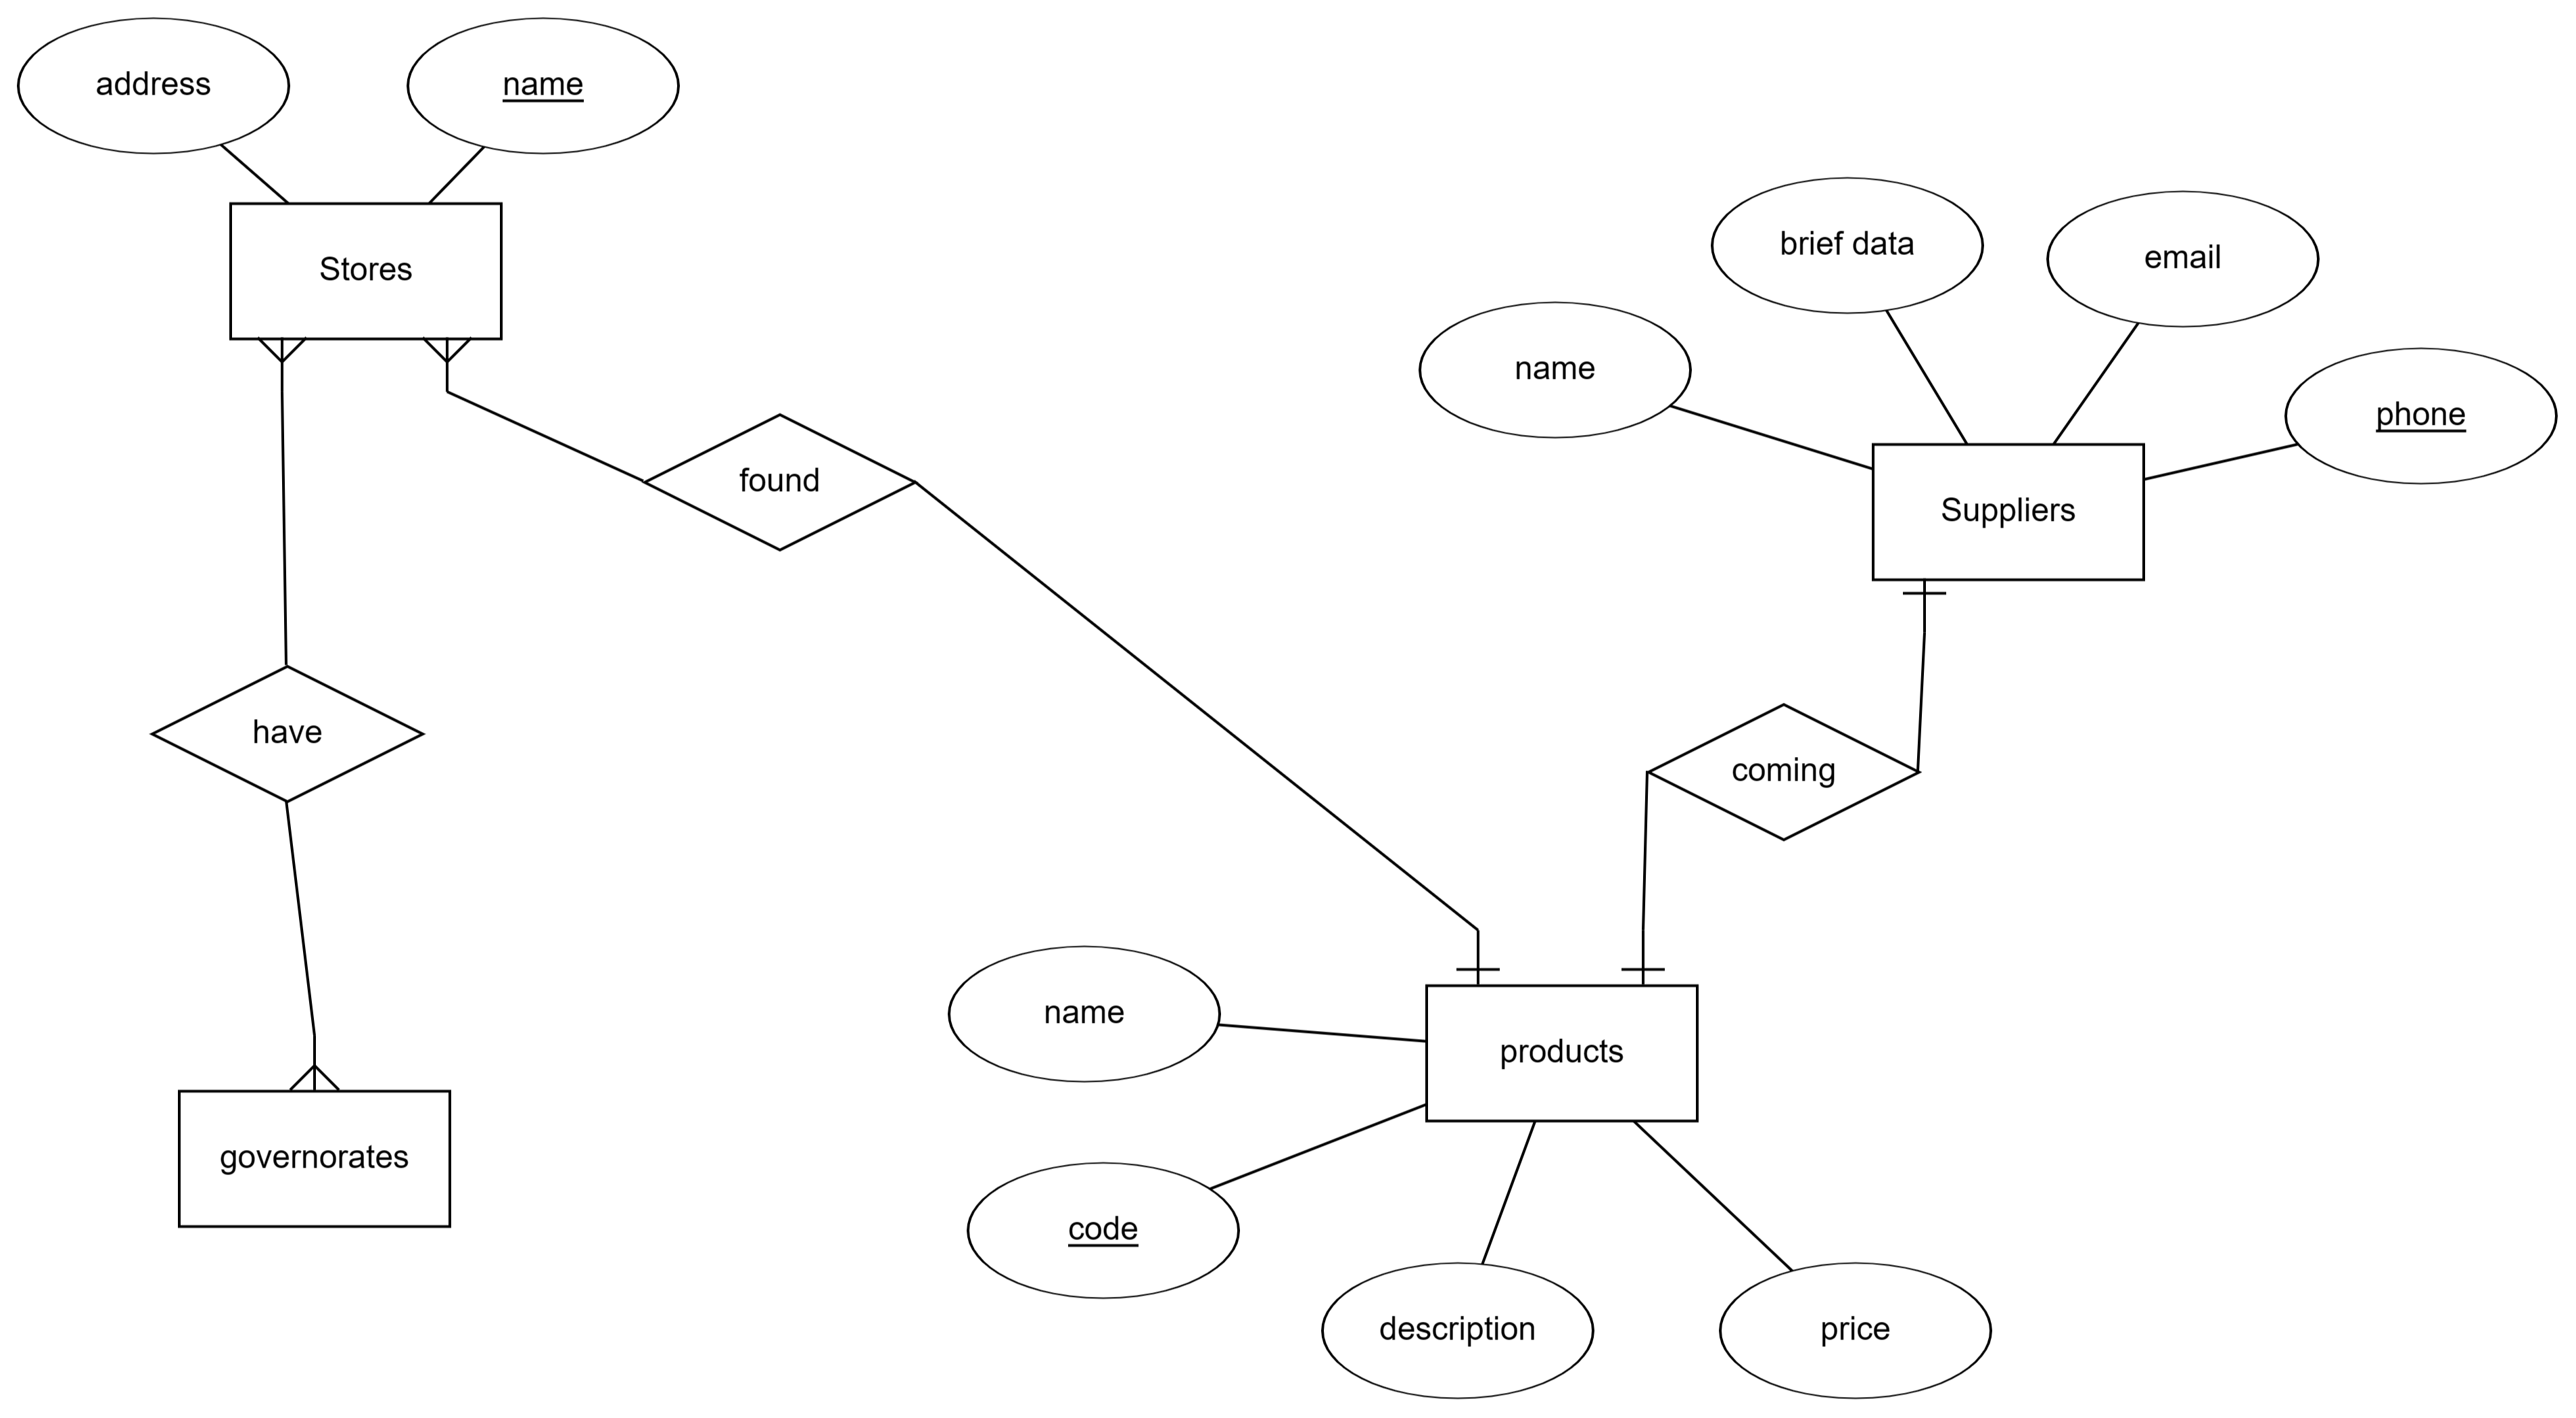 address
name
Stores
brief data
email
name
phone
Suppliers
found
have
coming
name
products
governorates
code
description
price